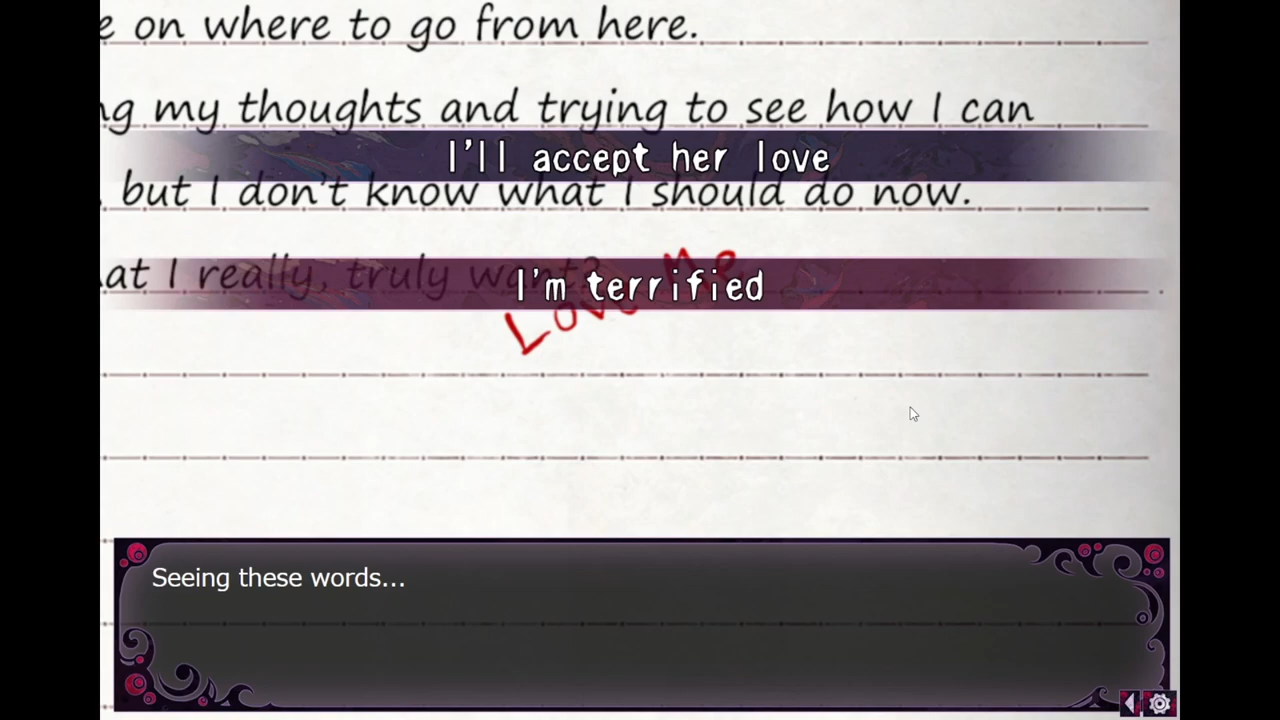 e on where to go from here.
ng my thoughts and trying to see how I can
I'll accept her love
but I don't know what I should do now.
at I really, truly want?
Love Me
I'm terrified
Seeing these words...